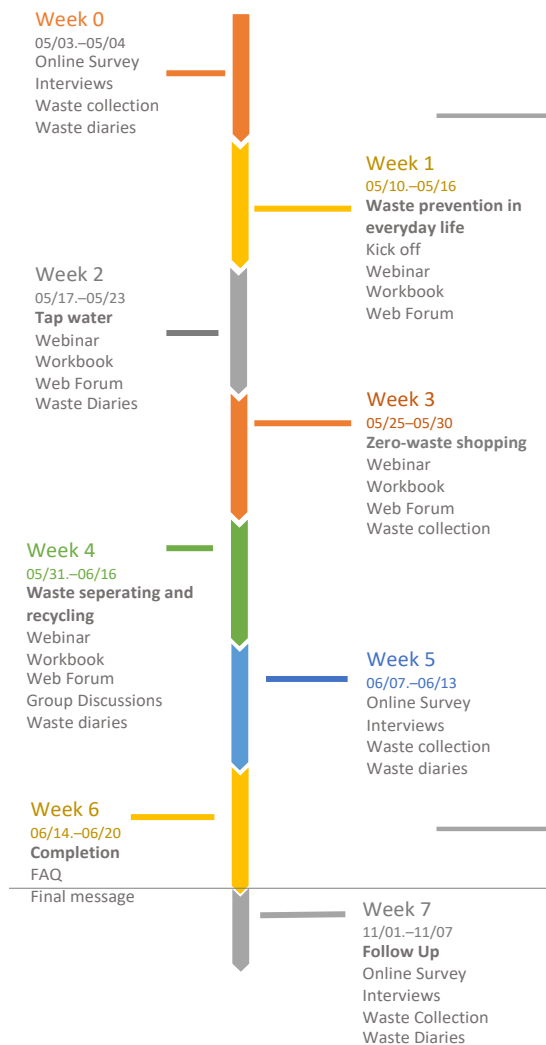 Week 0
05/03.–05/04
Online Survey
Interviews
Waste collection
Waste diaries
Week 1
05/10.–05/16
Waste prevention in
everyday life
Kick off
Webinar
Workbook
Web Forum
Week 2
05/17.–05/23
Tap water
Webinar
Workbook
Web Forum
Waste Diaries
Week 3
05/25–05/30
Zero-waste shopping
Webinar
Workbook
Web Forum
Waste collection
Week 4
05/31.–06/16
Waste seperating and
recycling
Webinar
Workbook
Web Forum
Group Discussions
Waste diaries
Week 5
06/07.–06/13
Online Survey
Interviews
Waste collection
Waste diaries
Week 6
06/14.–06/20
Completion
FAQ
Final message
Week 7
11/01.–11/07
Follow Up
Online Survey
Interviews
Waste Collection
Waste Diaries